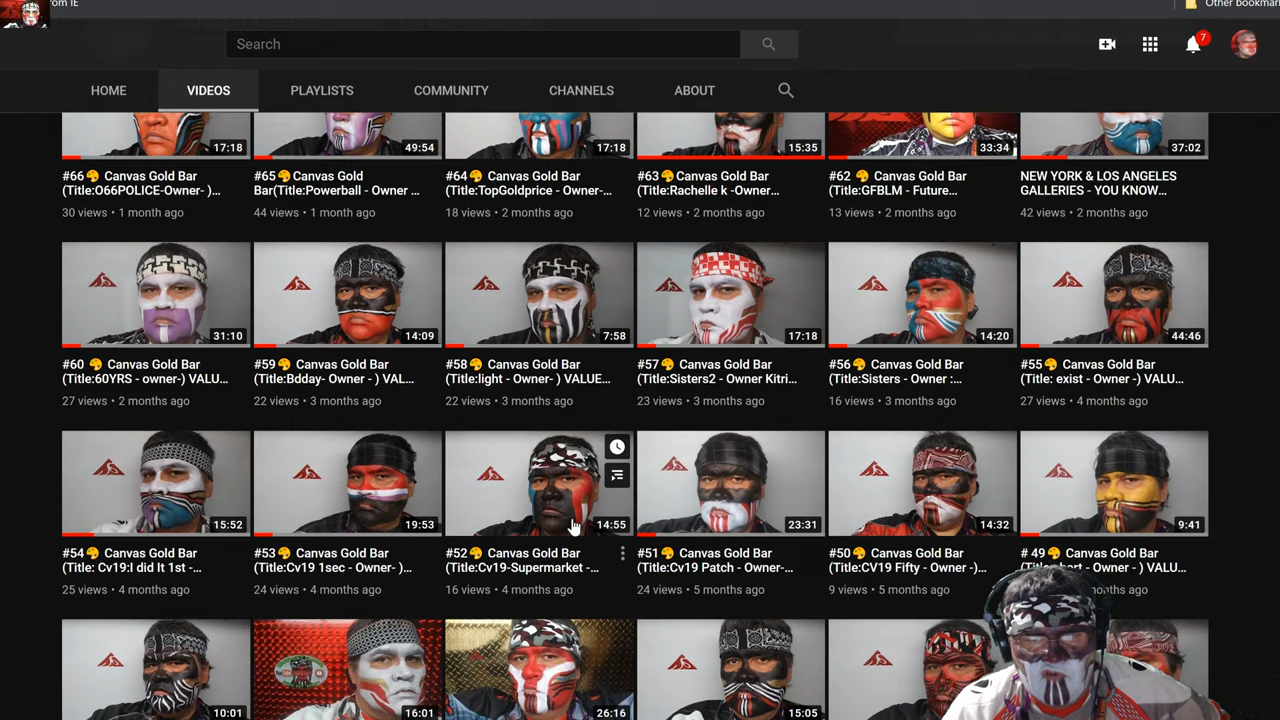 om IE
Other bookmar
Search
7
HOME
VIDEOS
PLAYLISTS
COMMUNITY
CHANNELS
ABOUT
17:18
49:54
17:18
15:35
33:34
37:02
#66 Canvas Gold Bar
(Title:O66POLICE-Owner- )...
30 views • 1 month ago
#65 Canvas Gold
Bar(Title:Powerball - Owner ...
44 views • 1 month ago
#64 Canvas Gold Bar
(Title:TopGoldprice - Owner-...
18 views • 2 months ago
#63 Canvas Gold Bar
(Title:Rachelle k -Owner...
12 views • 2 months ago
#62 Canvas Gold Bar
(Title:GFBLM - Future...
13 views • 2 months ago
NEW YORK & LOS ANGELES
GALLERIES - YOU KNOW...
42 views • 2 months ago
31:10
14:09
7:58
17:18
14:20
44:46
#60 Canvas Gold Bar
(Title:60YRS - owner-) VALU...
27 views • 2 months ago
#59 Canvas Gold Bar
(Title:Bdday- Owner - ) VAL...
22 views • 3 months ago
#58 Canvas Gold Bar
(Title:light - Owner- ) VALUE...
22 views • 3 months ago
#57 Canvas Gold Bar
(Title:Sisters2 - Owner Kitri...
23 views • 3 months ago
#56 Canvas Gold Bar
(Title:Sisters - Owner :...
16 views • 3 months ago
#55 Canvas Gold Bar
(Title: exist - Owner -) VALU...
27 views • 4 months ago
15:52
19:53
14:55
23:31
14:32
9:41
#54 Canvas Gold Bar
(Title: Cv19:I did It 1st -...
25 views • 4 months ago
#53 Canvas Gold Bar
(Title:Cv19 1sec - Owner- )...
24 views • 4 months ago
#52 Canvas Gold Bar
(Title:Cv19-Supermarket -...
16 views • 4 months ago
#51 Canvas Gold Bar
(Title:Cv19 Patch - Owner-...
24 views • 5 months ago
#50 Canvas Gold Bar
(Title:CV19 Fifty - Owner -)...
9 views • 5 months ago
# 49 Canvas Gold Bar
- Owner - ) VALU...
months ago
10:01
16:01
26:16
15:05